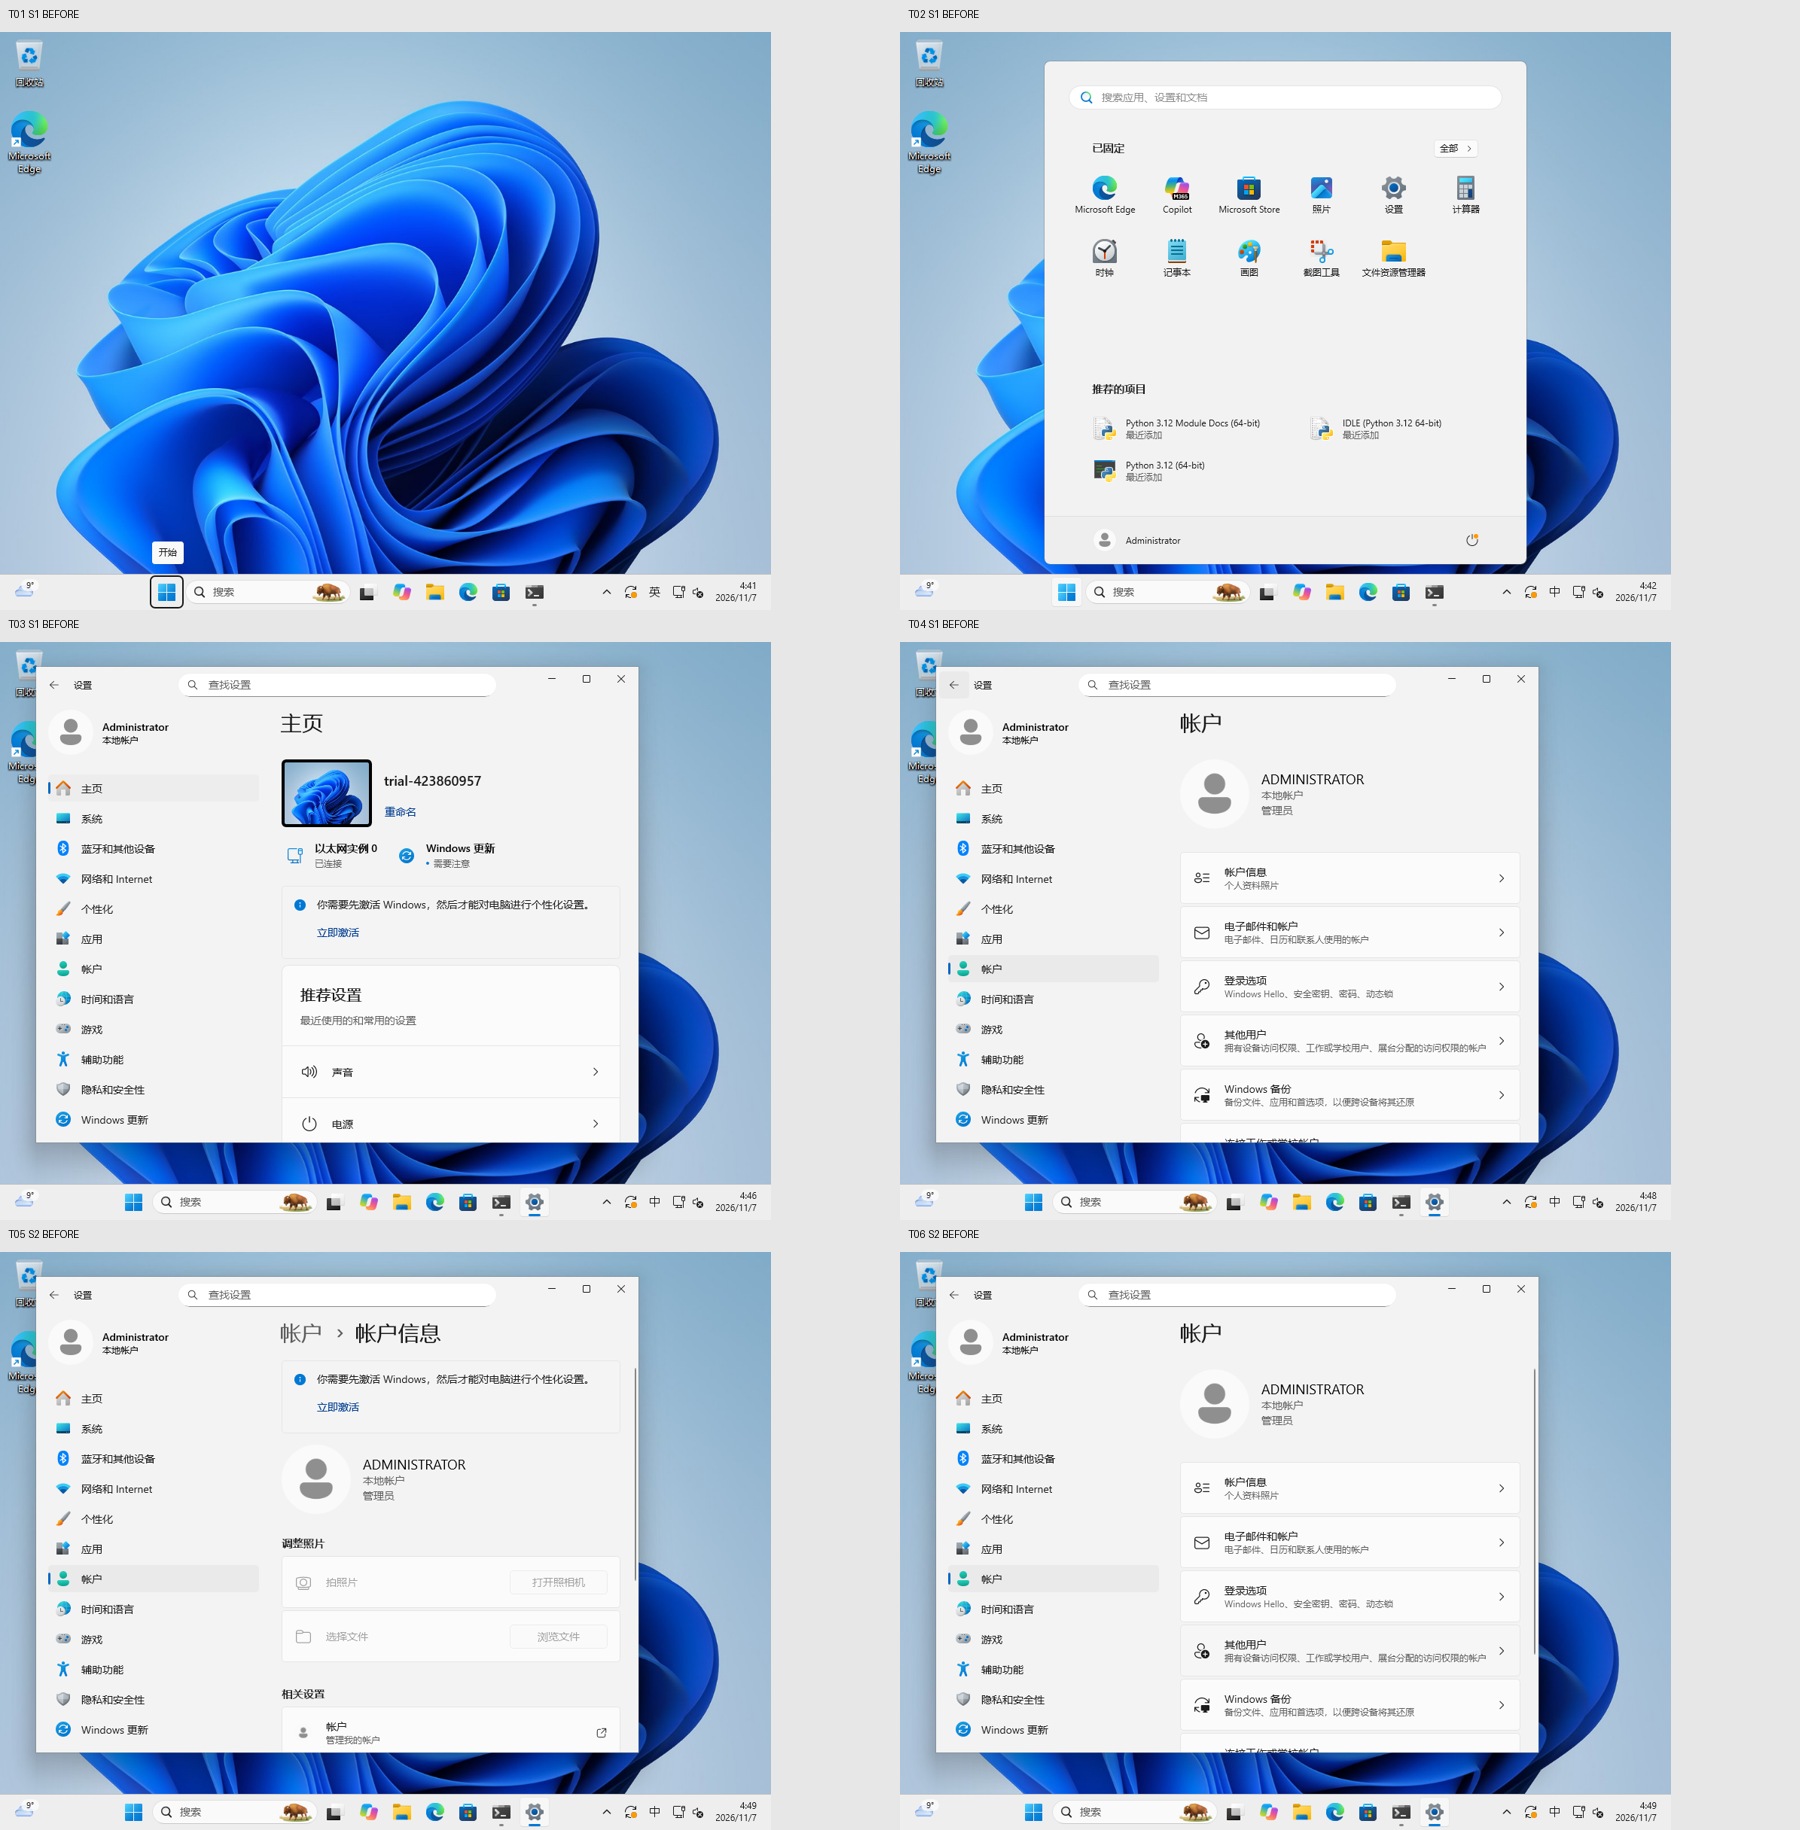 T01 S1 BEFORE
回收站
Microsoft
Edge
开始
9°
搜索
英
4:41
2026/11/7
T02 S1 BEFORE
回收站
Microsoft
Edge
搜索应用、设置和文档
已固定
全部
Microsoft Edge
Copilot
M365
Microsoft Store
照片
设置
计算器
时钟
记事本
画图
截图工具
文件资源管理器
推荐的项目
Python 3.12 Module Docs (64-bit)
最近添加
IDLE (Python 3.12 64-bit)
最近添加
Python 3.12 (64-bit)
最近添加
Administrator
9°
搜索
中
4:42
2026/11/7
T03 S1 BEFORE
设置
查找设置
Administrator
本地帐户
主页
系统
蓝牙和其他设备
网络和 Internet
个性化
应用
帐户
时间和语言
游戏
辅助功能
隐私和安全性
Windows 更新
主页
trial-423860957
重命名
以太网实例 0
已连接
Windows 更新
需要注意
你需要先激活 Windows，然后才能对电脑进行个性化设置。
立即激活
推荐设置
最近使用的和常用的设置
声音
电源
9°
搜索
中
4:46
2026/11/7
T04 S1 BEFORE
设置
查找设置
Administrator
本地帐户
主页
系统
蓝牙和其他设备
网络和 Internet
个性化
应用
帐户
时间和语言
游戏
辅助功能
隐私和安全性
Windows 更新
帐户
ADMINISTRATOR
本地帐户
管理员
帐户信息
个人资料照片
电子邮件和帐户
电子邮件、日历和联系人使用的帐户
登录选项
Windows Hello、安全密钥、密码、动态锁
其他用户
拥有设备访问权限、工作或学校用户、展台分配的访问权限的帐户
Windows 备份
备份文件、应用和首选项，以便跨设备将其还原
9°
搜索
中
4:48
2026/11/7
T05 S2 BEFORE
设置
查找设置
Administrator
本地帐户
主页
系统
蓝牙和其他设备
网络和 Internet
个性化
应用
帐户
时间和语言
游戏
辅助功能
隐私和安全性
Windows 更新
帐户 › 帐户信息
你需要先激活 Windows，然后才能对电脑进行个性化设置。
立即激活
ADMINISTRATOR
本地帐户
管理员
调整照片
拍照片
打开照相机
选择文件
浏览文件
相关设置
帐户
管理我的帐户
9°
搜索
中
4:49
2026/11/7
T06 S2 BEFORE
设置
查找设置
Administrator
本地帐户
主页
系统
蓝牙和其他设备
网络和 Internet
个性化
应用
帐户
时间和语言
游戏
辅助功能
隐私和安全性
Windows 更新
帐户
ADMINISTRATOR
本地帐户
管理员
帐户信息
个人资料照片
电子邮件和帐户
电子邮件、日历和联系人使用的帐户
登录选项
Windows Hello、安全密钥、密码、动态锁
其他用户
拥有设备访问权限、工作或学校用户、展台分配的访问权限的帐户
Windows 备份
备份文件、应用和首选项，以便跨设备将其还原
9°
搜索
中
4:49
2026/11/7